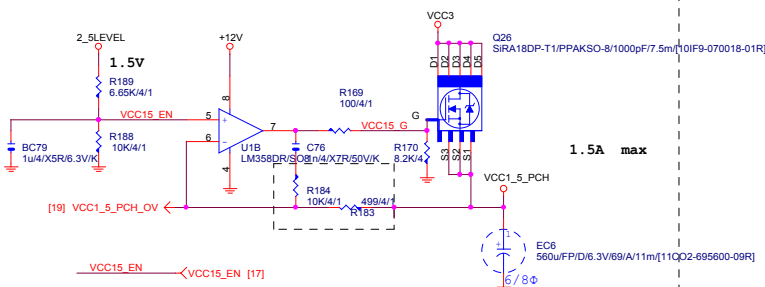 VCC3
2_5LEVEL
+12V
Q26
SiRA18DP-T1/PPAKSO-8/1000pF/7.5m/[10IF9-070018-01R]
1.5V
D1
D2
D3
D4
D5
R189
6.65K/4/1
R169
100/4/1
8
VCC15_EN
5
7
VCC15_G
G
6
R188
10K/4/1
BC79
1u/4/X5R/6.3V/K
U1B
LM358DR/SO8
C76
1n/4/X7R/50V/K
R170
8.2K/4
S3
S2
S1
1.5A max
4
R184
10K/4/1
499/4/1
R183
VCC1_5_PCH
[19] VCC1_5_PCH_OV
1
EC6
560u/FP/D/6.3V/69/A/11m/[11CO2-695600-09R]
VCC15_EN
VCC15_EN [17]
6/8Φ